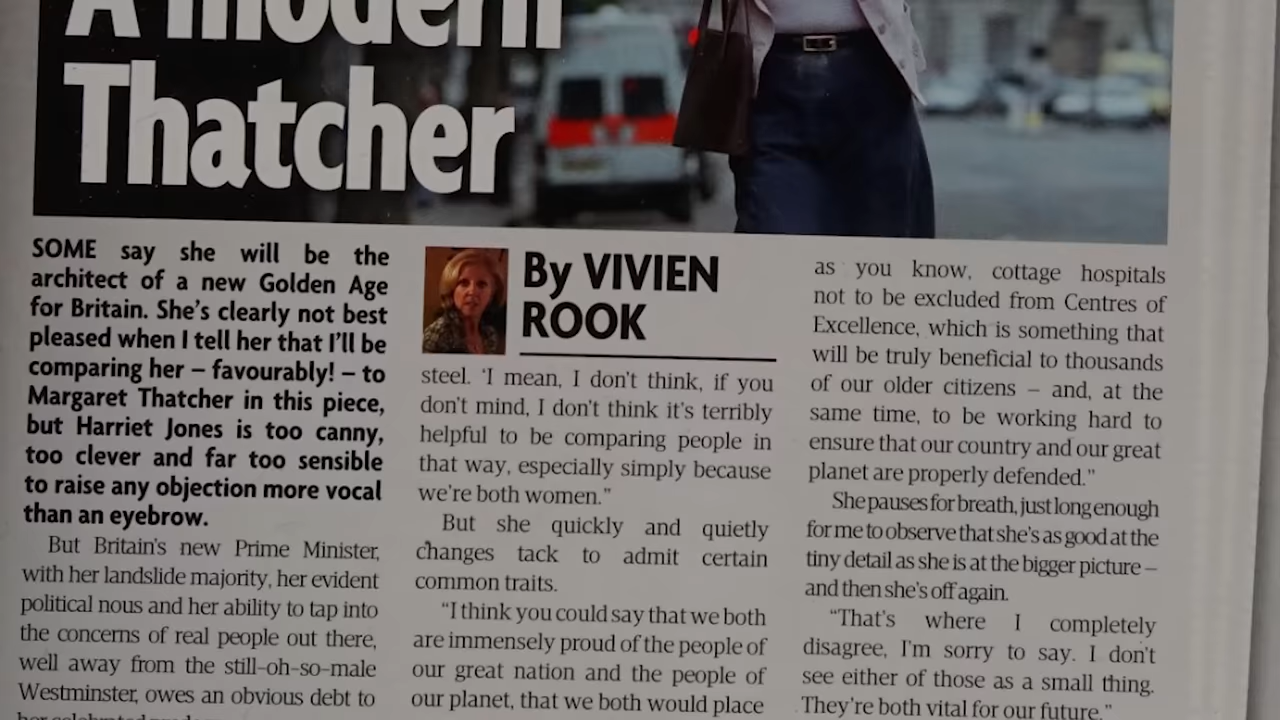 A modern
Thatcher
SOME say she will be the
architect of a new Golden Age
for Britain. She's clearly not best
pleased when I tell her that I'll be
comparing her – favourably! – to
Margaret Thatcher in this piece,
but Harriet Jones is too canny,
too clever and far too sensible
to raise any objection more vocal
than an eyebrow.
But Britain's new Prime Minister,
with her landslide majority, her evident
political nous and her ability to tap into
the concerns of real people out there,
well away from the still-oh-so-male
Westminster, owes an obvious debt to
her celebrated
By VIVIEN
ROOK
steel. 'I mean, I don't think, if you
don't mind, I don't think it's terribly
helpful to be comparing people in
that way, especially simply because
we're both women."
But she quickly and quietly
changes tack to admit certain
common traits.
"I think you could say that we both
are immensely proud of the people of
our great nation and the people of
our planet, that we both would place
as you know, cottage hospitals
not to be excluded from Centres of
Excellence, which is something that
will be truly beneficial to thousands
of our older citizens – and, at the
same time, to be working hard to
ensure that our country and our great
planet are properly defended."
She pauses for breath, just long enough
for me to observe that she's as good at the
tiny detail as she is at the bigger picture –
and then she's off again.
"That's where I completely
disagree, I'm sorry to say. I don't
see either of those as a small thing.
They're both vital for our future."